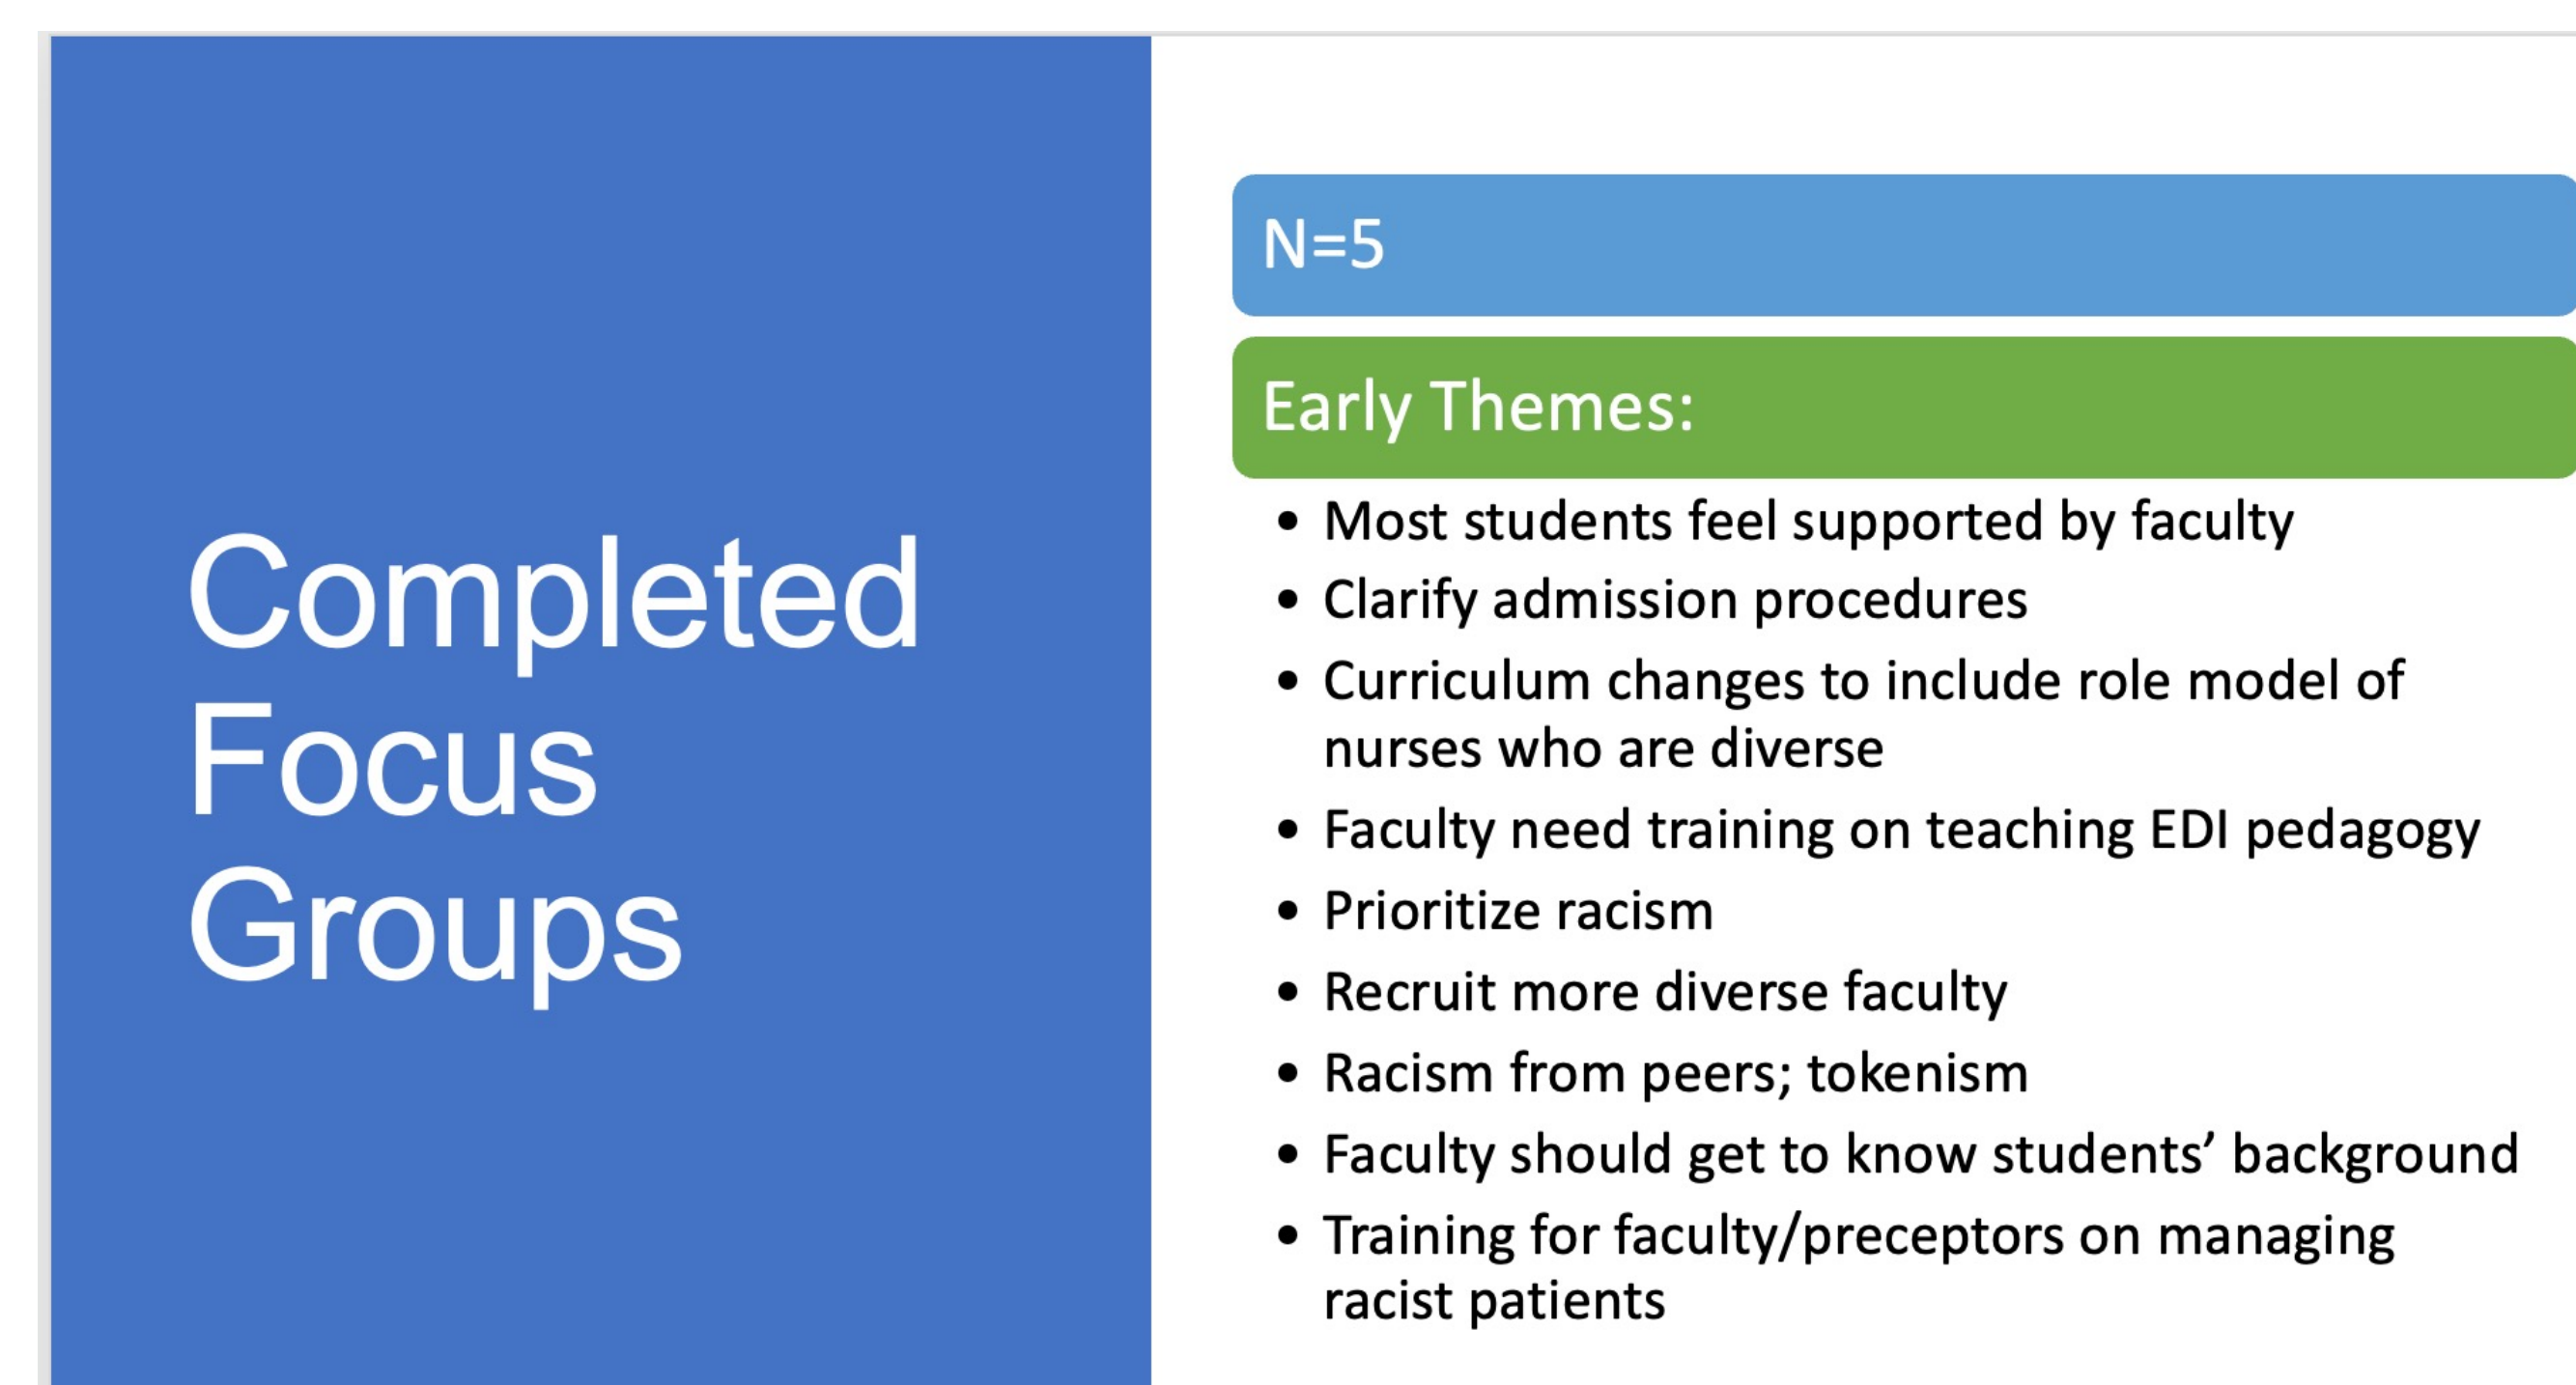 Completed
Focus
Groups
N=5
Early Themes:
• Most students feel supported by faculty
• Clarify admission procedures
• Curriculum changes to include role model of
nurses who are diverse
• Faculty need training on teaching EDI pedagogy
• Prioritize racism
• Recruit more diverse faculty
• Racism from peers; tokenism
• Faculty should get to know students’ background
• Training for faculty/preceptors on managing
racist patients